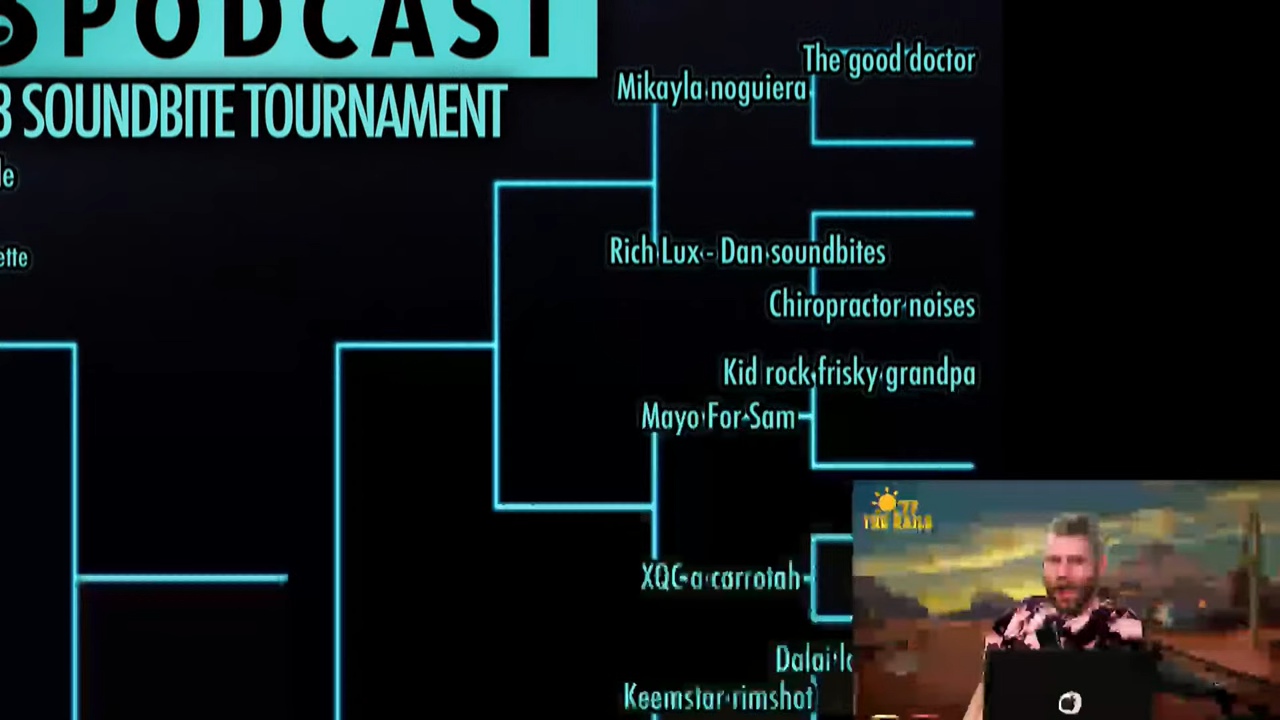 PODCAST
3 SOUNDBITE TOURNAMENT
The good doctor
Mikayla noguiera
Rich Lux - Dan soundbites
Chiropractor noises
Kid rock frisky grandpa
Mayo For Sam
XQC a carrotah
Keemstar rimshot